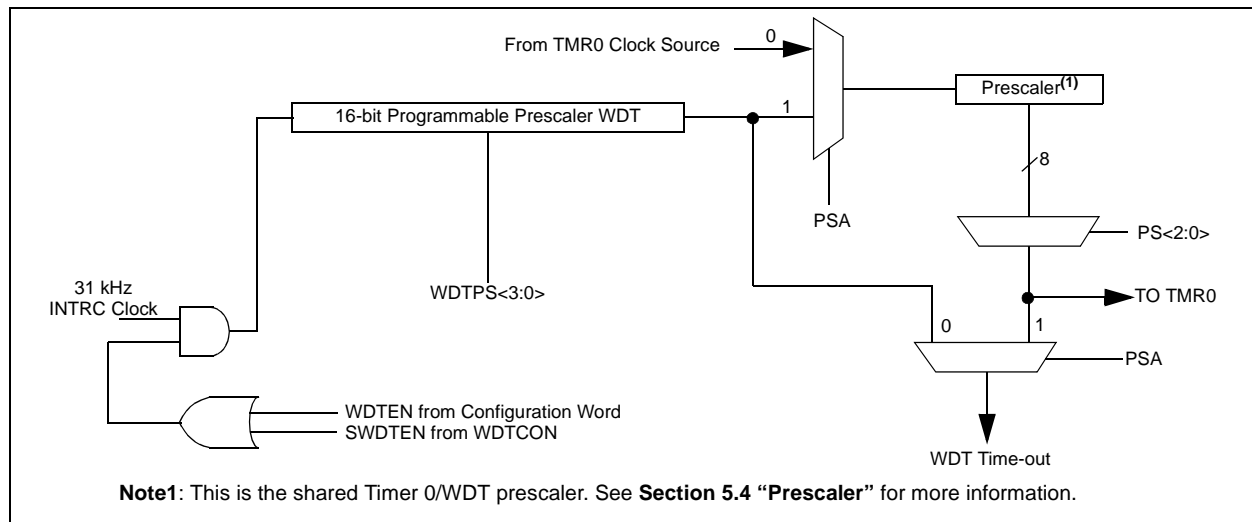 0
From TMR0 Clock Source
Prescaler(1)
16-bit Programmable Prescaler WDT
1
8
PSA
PS<2:0>
31 kHz
INTRC Clock
WDTPS<3:0>
TO TMR0
0
1
PSA
WDTEN from Configuration Word
SWDTEN from WDTCON
WDT Time-out
Note1: This is the shared Timer 0/WDT prescaler. See Section 5.4 “Prescaler” for more information.